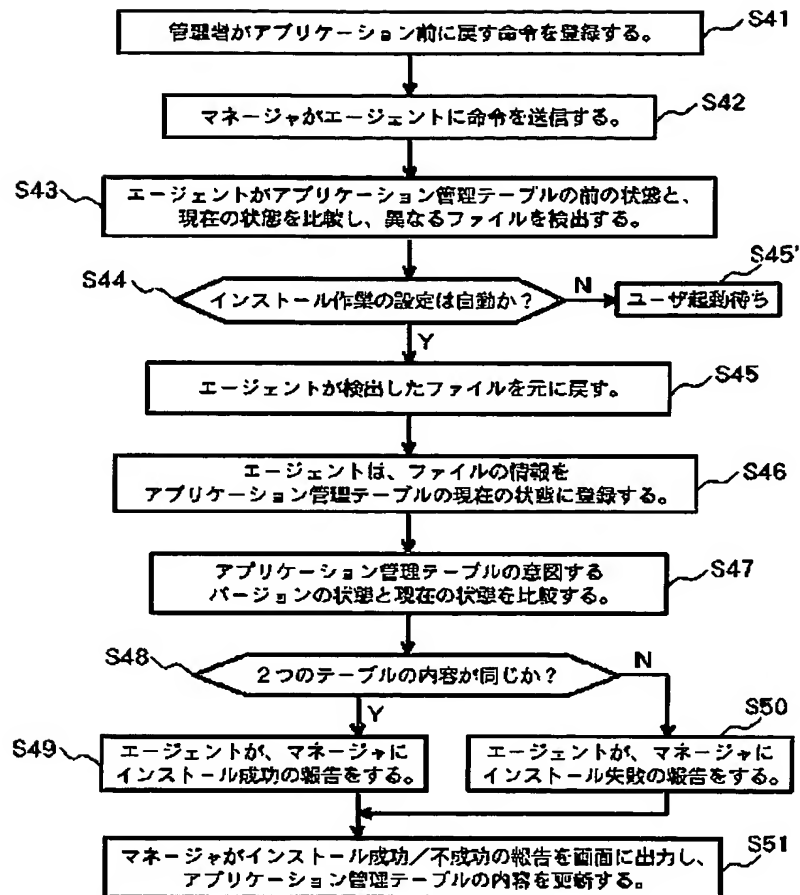 管理者がアプリケーション前に戻す命令を登録する。
S41
マネージャがエージェントに命令を送信する。
S42
S43
エージェントがアプリケーション管理テーブルの前の状態と、
現在の状態を比較し、異なるファイルを検出する。
S44
インストール作業の設定は自動か？
N
S45'
ユーザ起動待ち
Y
エージェントが検出したファイルを元に戻す。
S45
エージェントは、ファイルの情報を
アプリケーション管理テーブルの現在の状態に登録する。
S46
アプリケーション管理テーブルの意図する
バージョンの状態と現在の状態を比較する。
S47
S48
２つのテーブルの内容が同じか？
N
Y
S49
エージェントが、マネージャに
インストール成功の報告をする。
S50
エージェントが、マネージャに
インストール失敗の報告をする。
マネージャがインストール成功／不成功の報告を画面に出力し、
アプリケーション管理テーブルの内容を更新する。
S51